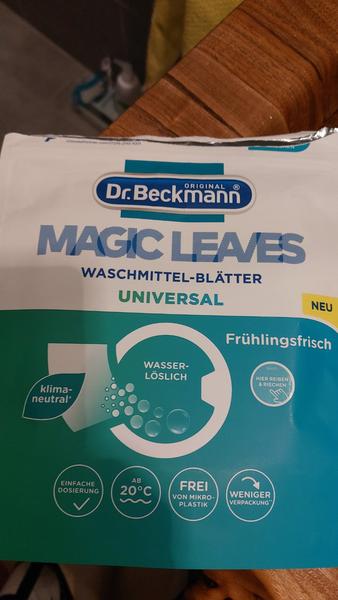 ORIGINAL
Dr.Beckmann®
MAGIC LEAVES
WASCHMITTEL-BLÄTTER
UNIVERSAL
NEU
Frühlingsfrisch
WASSER-
LÖSLICH
HIER REIBEN
& RIECHEN
klima-
neutral*
EINFACHE
DOSIERUNG
AB
20°C
FREI
VON MIKRO-
PLASTIK
WENIGER
VERPACKUNG*